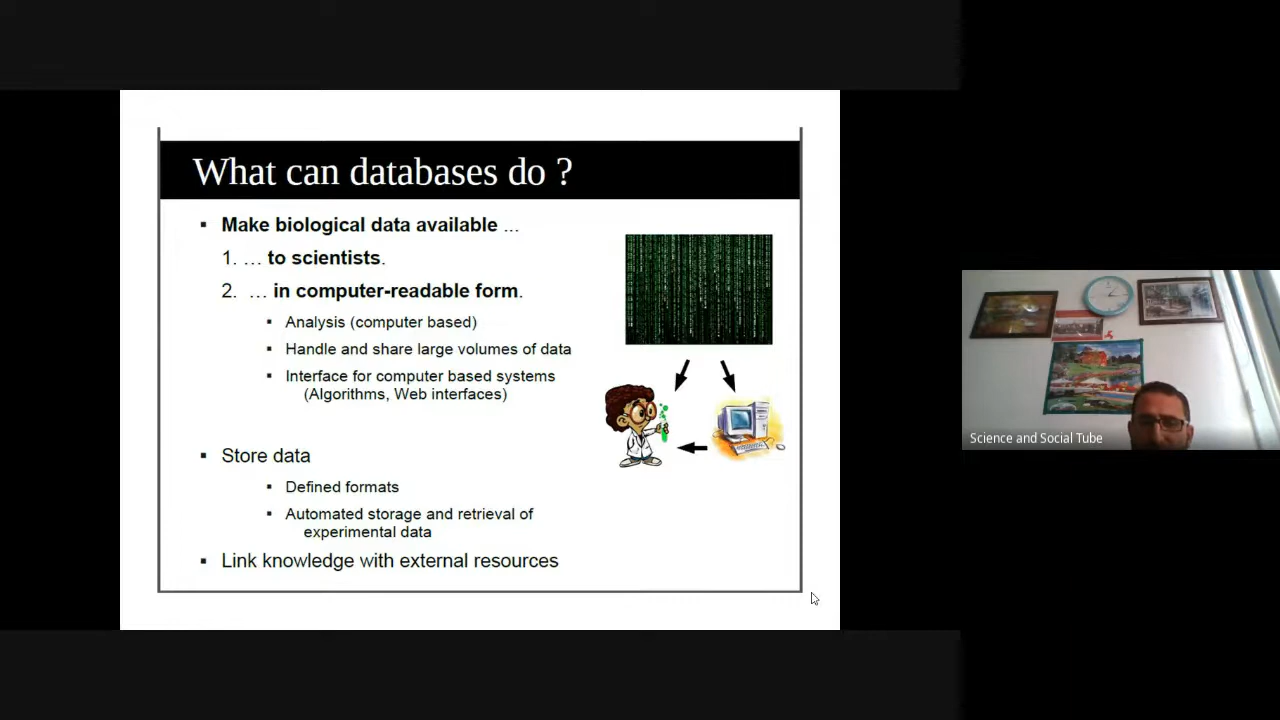 What can databases do ?
▪ Make biological data available ...
1. … to scientists.
2. … in computer-readable form.
▪ Analysis (computer based)
▪ Handle and share large volumes of data
▪ Interface for computer based systems
(Algorithms, Web interfaces)
▪ Store data
▪ Defined formats
▪ Automated storage and retrieval of
experimental data
▪ Link knowledge with external resources
Science and Social Tube